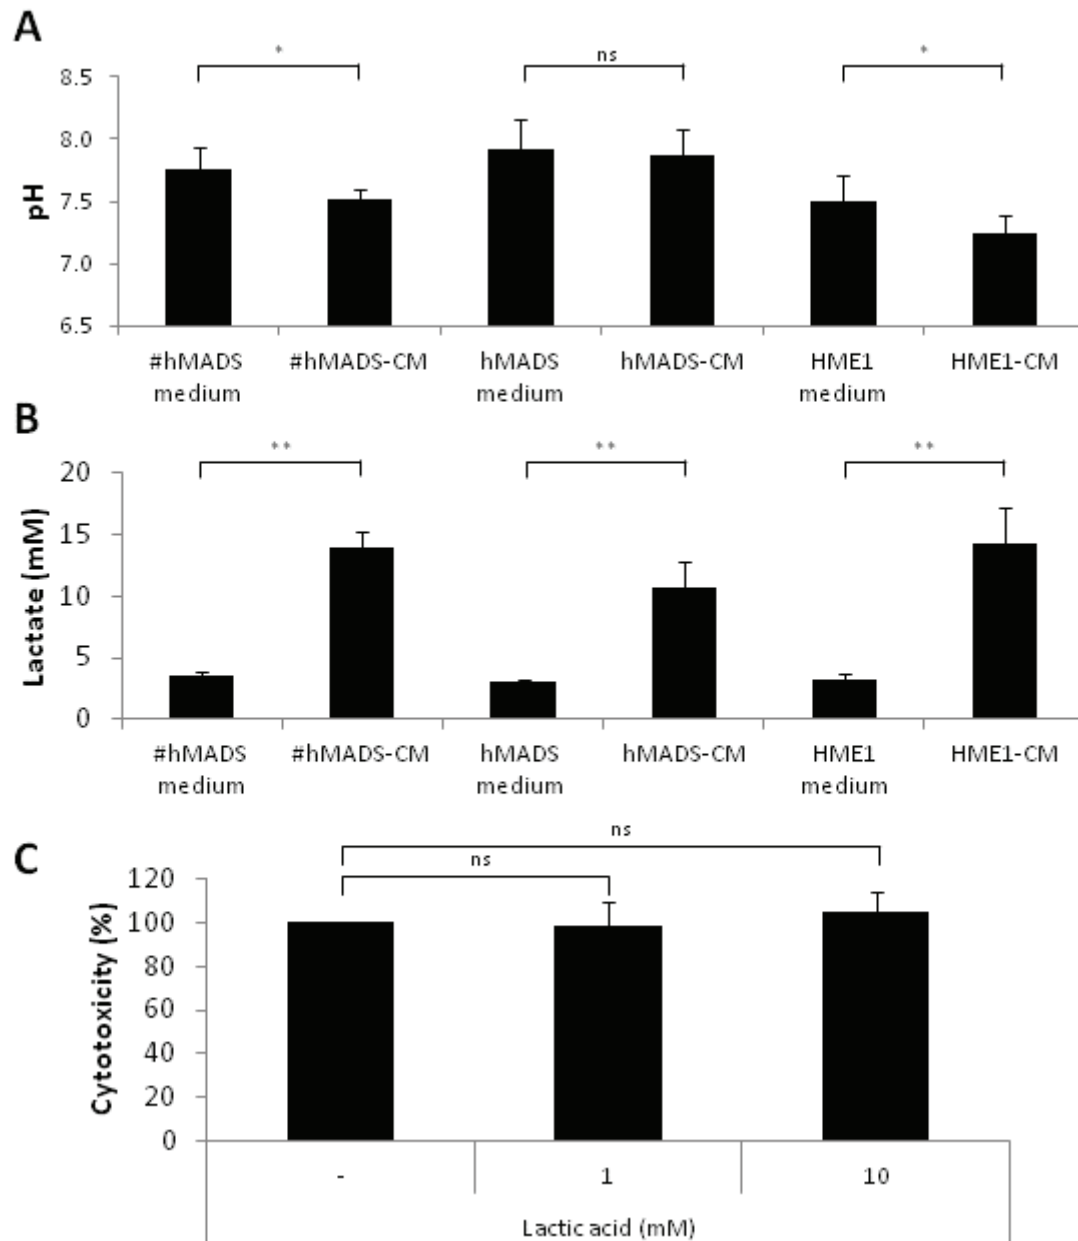 A
* ns *
8.5
8.0
7.5
7.0
6.5
pH
#hMADS medium #hMADS-CM hMADS medium hMADS-CM HME1 medium HME1-CM
B
** ** **
20
15
10
5
0
Lactate (mM)
#hMADS medium #hMADS-CM hMADS medium hMADS-CM HME1 medium HME1-CM
C
ns
ns
120
100
80
60
40
20
0
Cytotoxicity (%)
- 1 10
Lactic acid (mM)